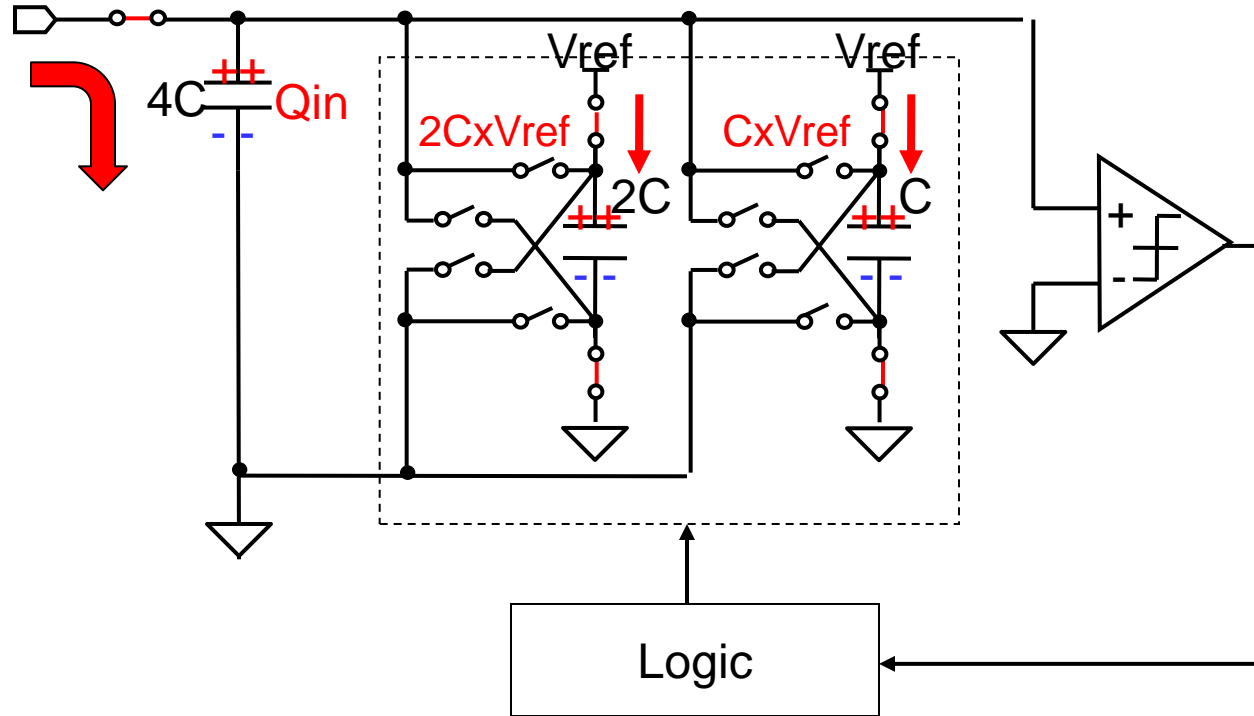 Vref
Vref
++
4C
Qin
- -
2CxVref
CxVref
2C
++
- -
C
++
- -
+
-
Logic